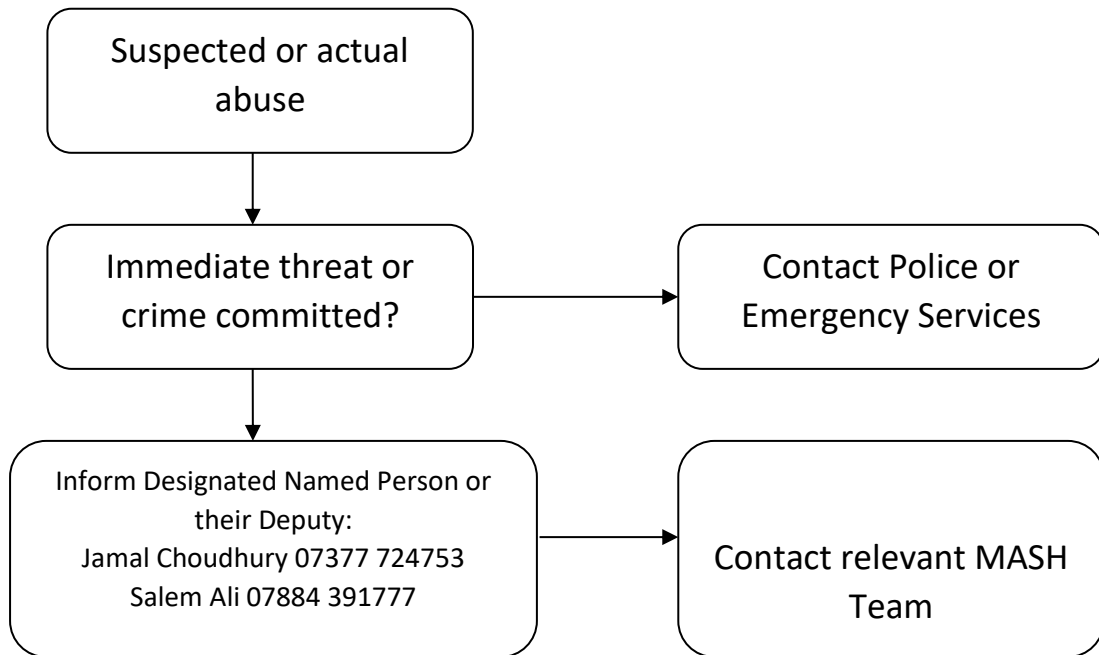 Suspected or actual
abuse
Immediate threat or
crime committed?
Contact Police or
Emergency Services
Inform Designated Named Person or
their Deputy:
Jamal Choudhury 07377 724753
Salem Ali 07884 391777
Contact relevant MASH
Team